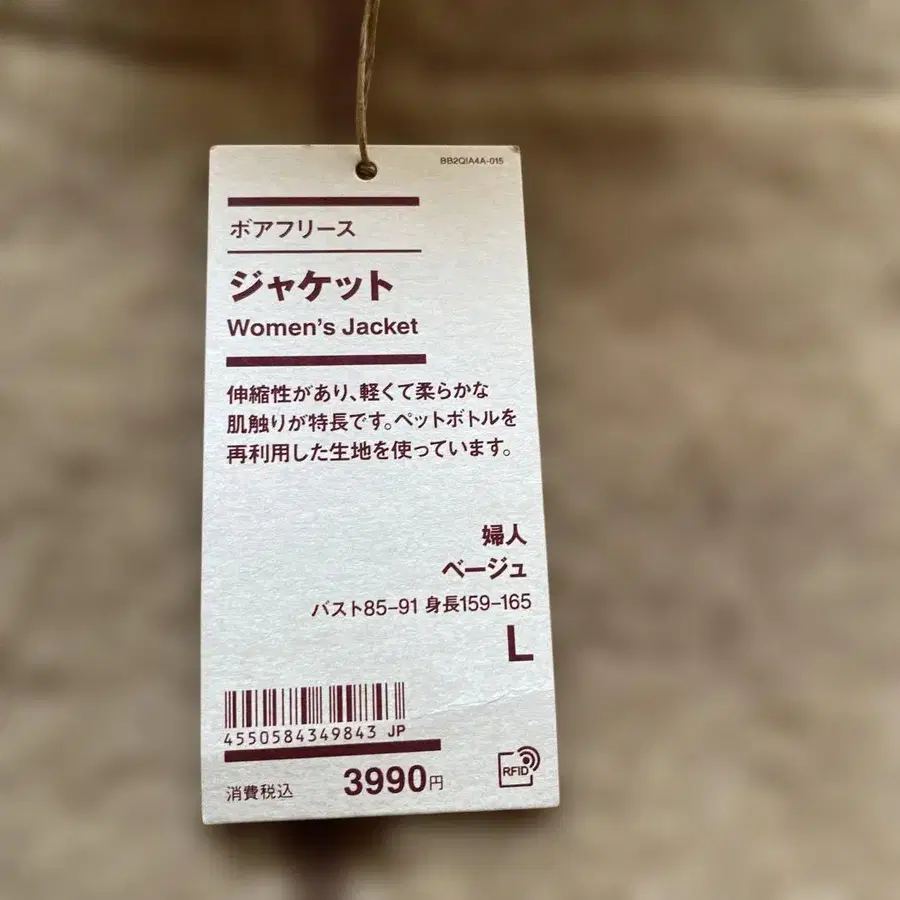 BB2QIA4A-015
ボアフリース
ジャケット
Women's Jacket
伸縮性があり、軽くて柔らかな
肌触りが特長です。ペットボトルを
再利用した生地を使っています。
婦人
ベージュ
バスト85-91 身長159-165
L
4550584349843 JP
消費税込 3990円
RFID